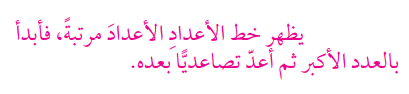 يظهر خط الأعدادِ الأعدادَ مرتبةً، فأبدأ
بالعدد الأكبر ثم أعدّ تصاعديًّا بعده.